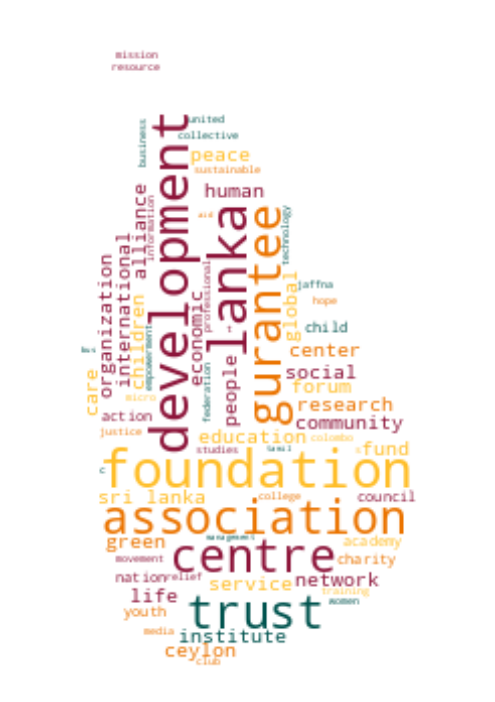 mission
resource
development
united
business
collective
peace
sustainable
human
alliance
information
lanka
aid
gurantee
technology
organization
international
children
economic
professional
global
jaffna
hope
empowerment
child
center
care
micro
federation
people
social
forum
research
action
community
justice
education
colombo
studies
tamil
fund
foundation
c
sri lanka
college
council
association
green
management
academy
centre
movement
charity
nation
relief
service
network
training
life
women
youth
trust
media
institute
ceylon
club